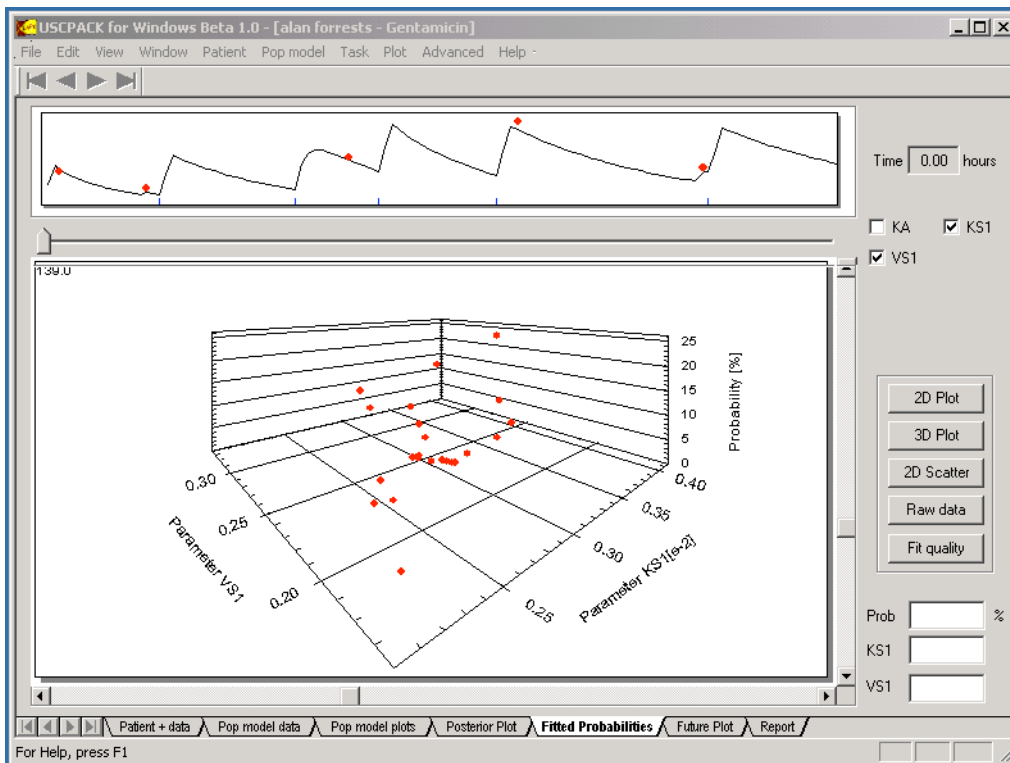 USCPACK for Windows Beta 1.0 - [alan forrests - Gentamicin]
File Edit View Window Patient Pop model Task Plot Advanced Help
Time 0.00 hours
KA KS1
VS1
139.0
25
20
15
10
5
0
Probability [%]
0.30
0.25
0.20
Parameter VS1
0.40
0.35
0.30
0.25
Parameter KS1[e-2]
2D Plot
3D Plot
2D Scatter
Raw data
Fit quality
Prob %
KS1
VS1
Patient + data Pop model data Pop model plots Posterior Plot Fitted Probabilities Future Plot Report
For Help, press F1